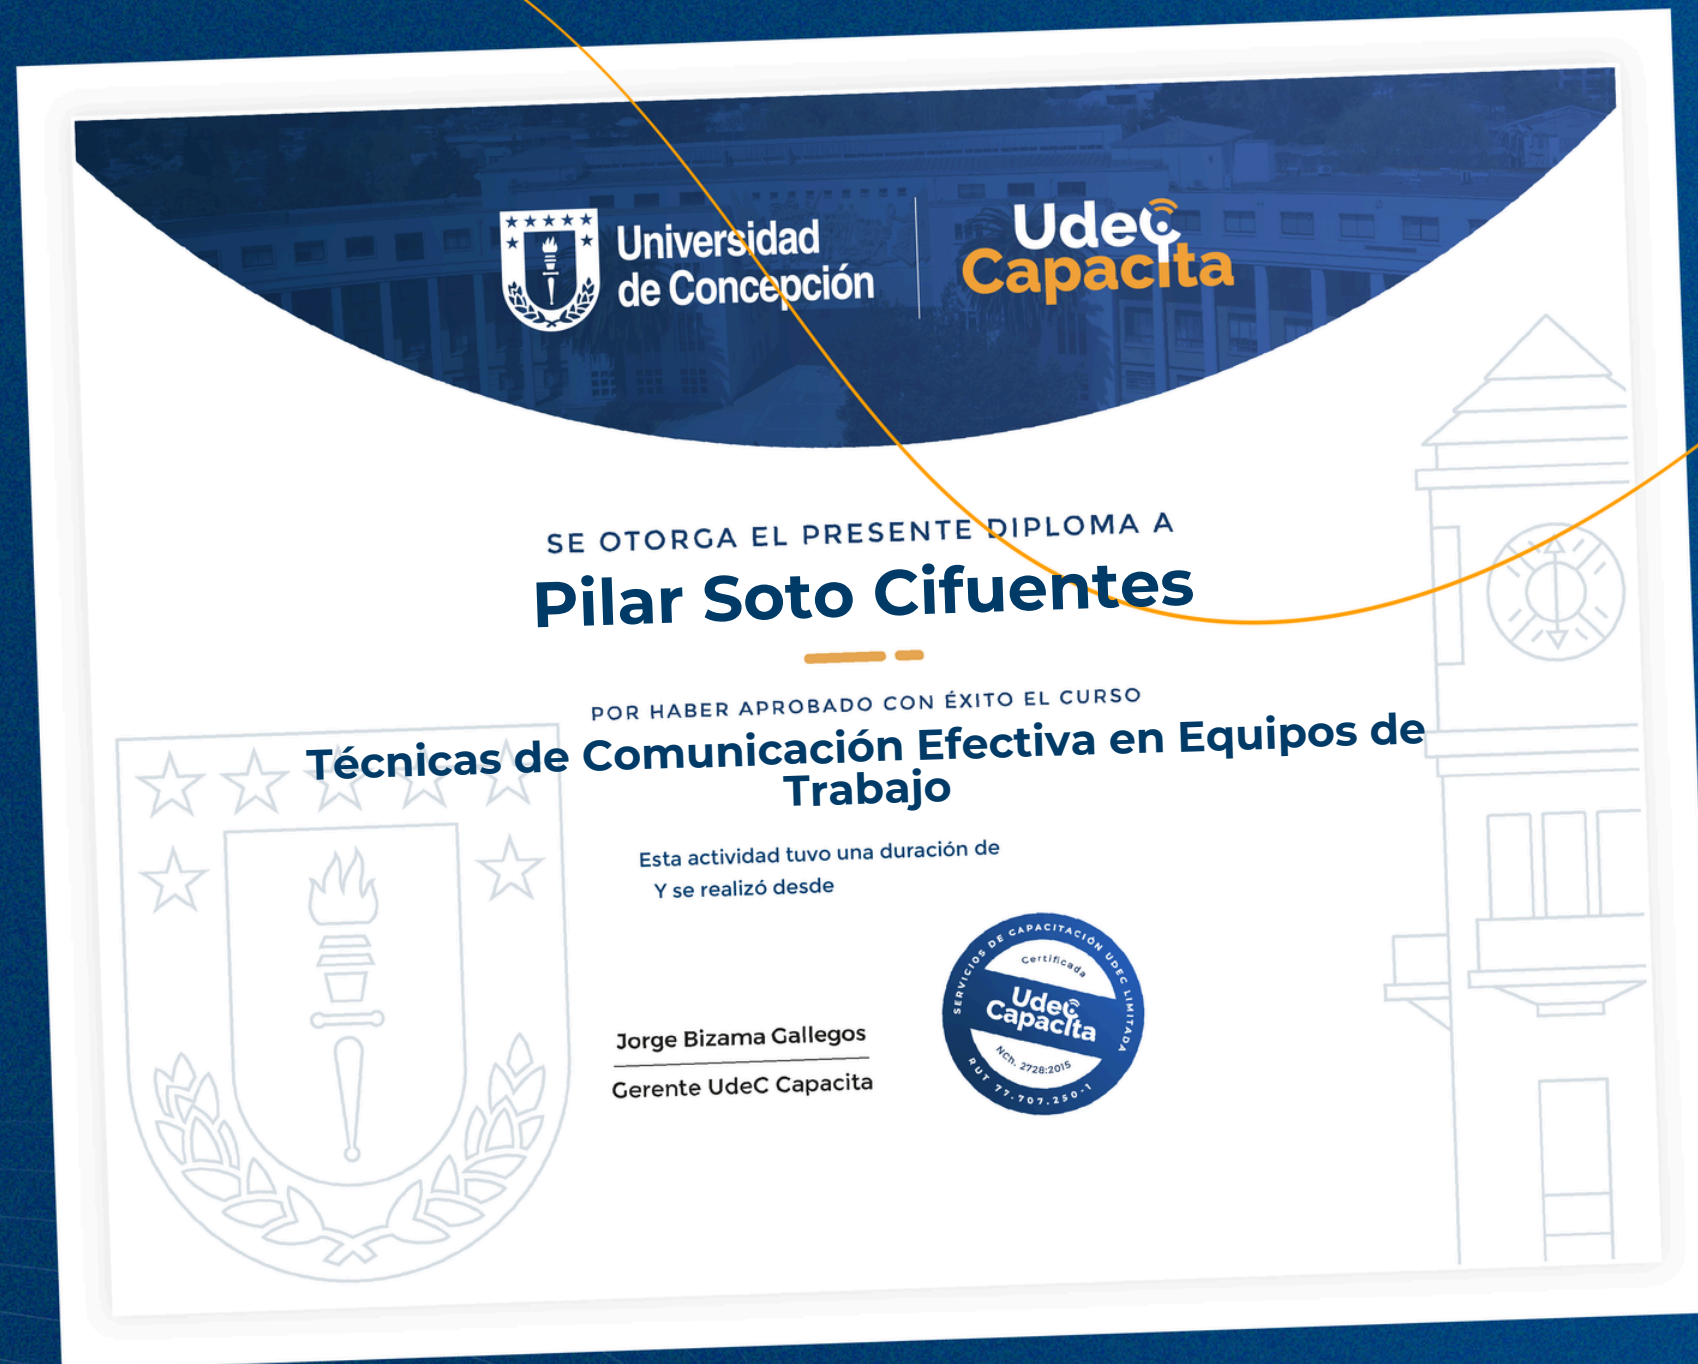 Universidad
de Concepción
UdeC
Capacita
SE OTORGA EL PRESENTE DIPLOMA A
Pilar Soto Cifuentes
POR HABER APROBADO CON ÉXITO EL CURSO
Técnicas de Comunicación Efectiva en Equipos de
Trabajo
Esta actividad tuvo una duración de
Y se realizó desde
Jorge Bizama Gallegos
Gerente UdeC Capacita
SERVICIOS DE CAPACITACIÓN UDEC LIMITADA
Certificada
UdeC
Capacita
NCh. 2728:2015
RUT 77.707.250-1